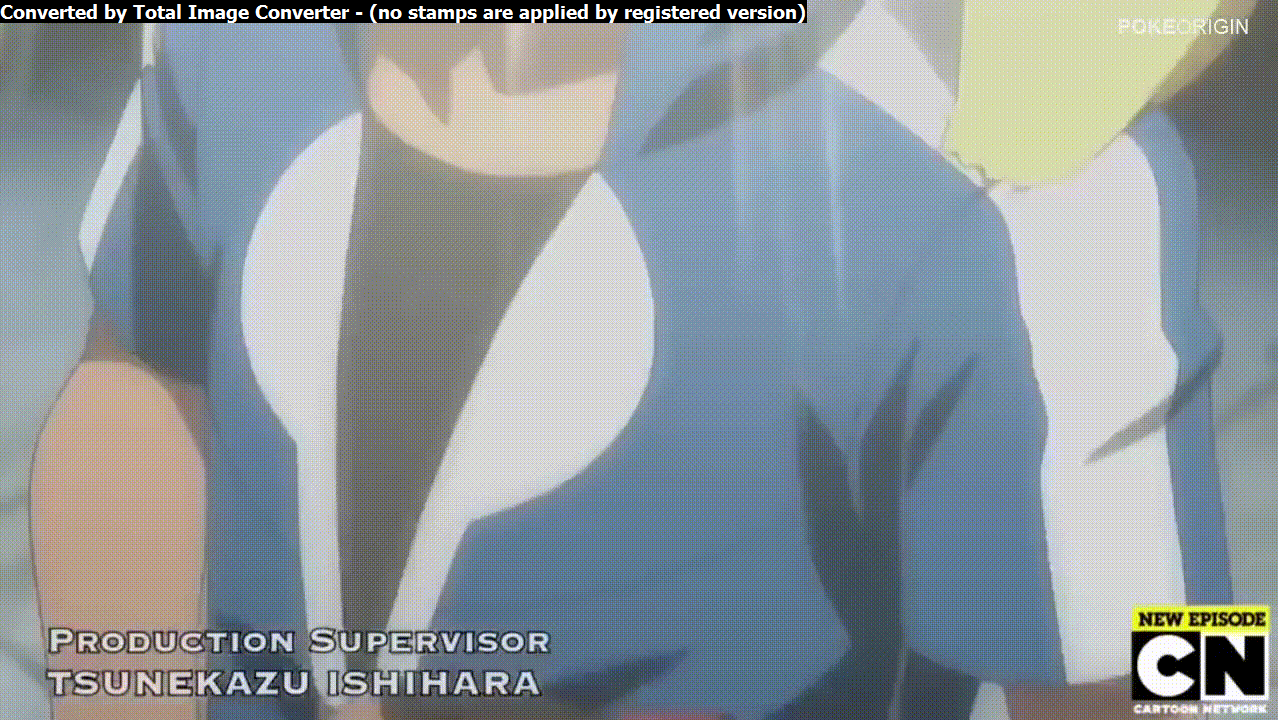 Converted by Total Image Converter - (no stamps are applied by registered version)
POKEORIGIN
PRODUCTION SUPERVISOR
TSUNEKAZU ISHIHARA
NEW EPISODE
CN
CARTOON NETWORK